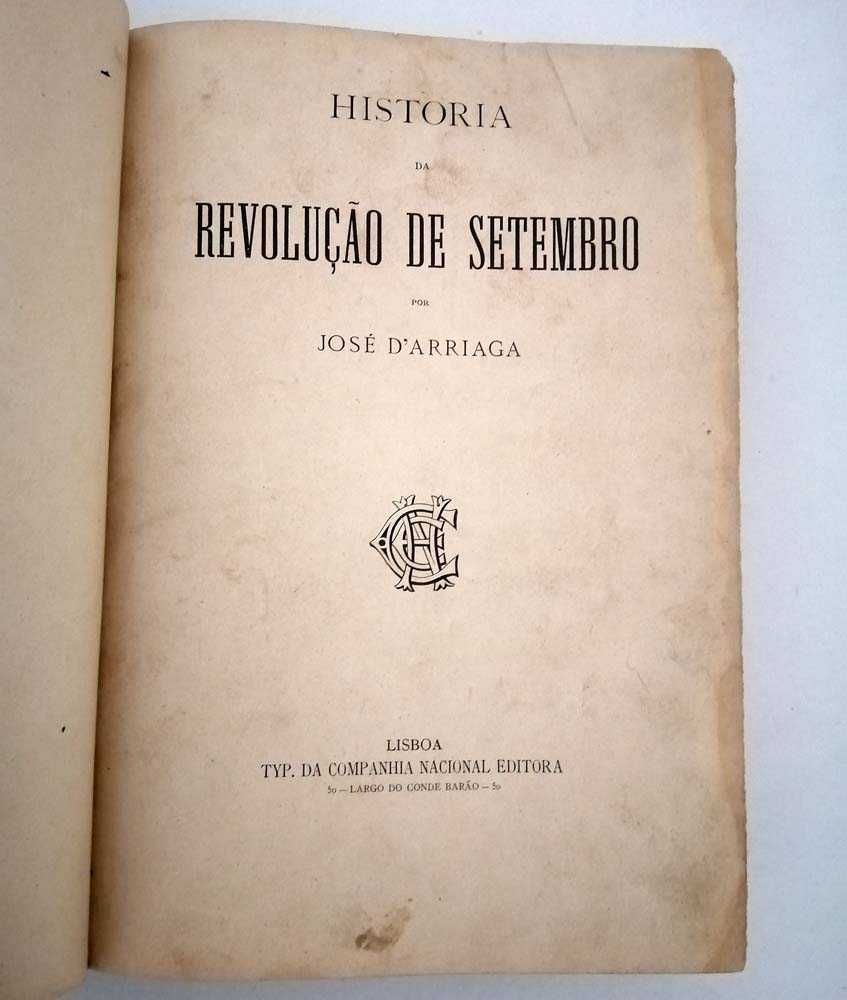 HISTORIA
DA
REVOLUÇÃO DE SETEMBRO
POR
JOSÉ D'ARRIAGA
LISBOA
TYP. DA COMPANHIA NACIONAL EDITORA
50 — LARGO DO CONDE BARÃO — 50